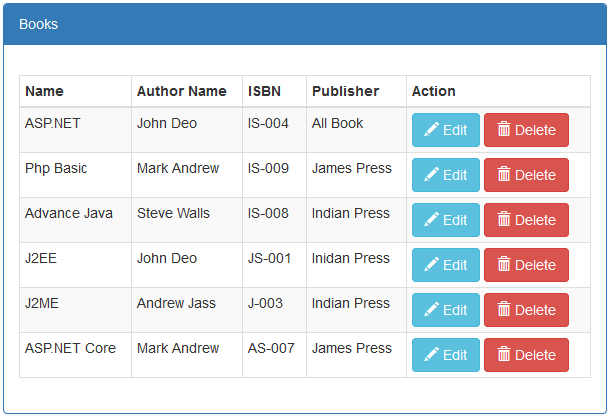 Books
Name Author Name ISBN Publisher Action
ASP.NET John Deo IS-004 All Book Edit Delete
Php Basic Mark Andrew IS-009 James Press Edit Delete
Advance Java Steve Walls IS-008 Indian Press Edit Delete
J2EE John Deo JS-001 Inidan Press Edit Delete
J2ME Andrew Jass J-003 Indian Press Edit Delete
ASP.NET Core Mark Andrew AS-007 James Press Edit Delete